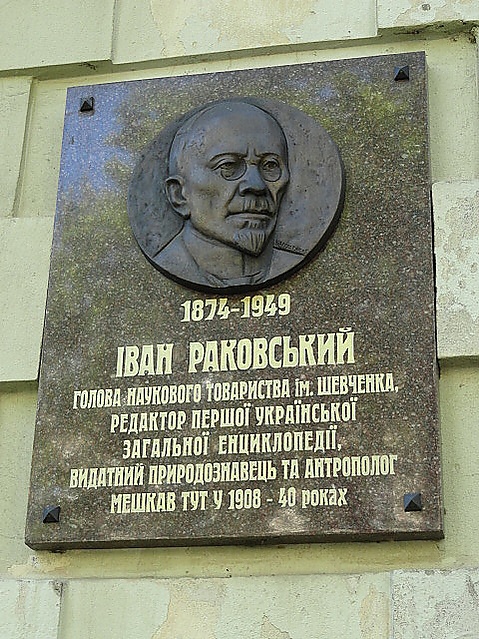 1874-1949
ІВАН РАКОВСЬКИЙ
ГОЛОВА НАУКОВОГО ТОВАРИСТВА ім. ШЕВЧЕНКА,
РЕДАКТОР ПЕРШОЇ УКРАЇНСЬКОЇ
ЗАГАЛЬНОЇ ЕНЦИКЛОПЕДІЇ,
ВИДАТНИЙ ПРИРОДОЗНАВЕЦЬ ТА АНТРОПОЛОГ
МЕШКАВ ТУТ У 1908 - 40 роках